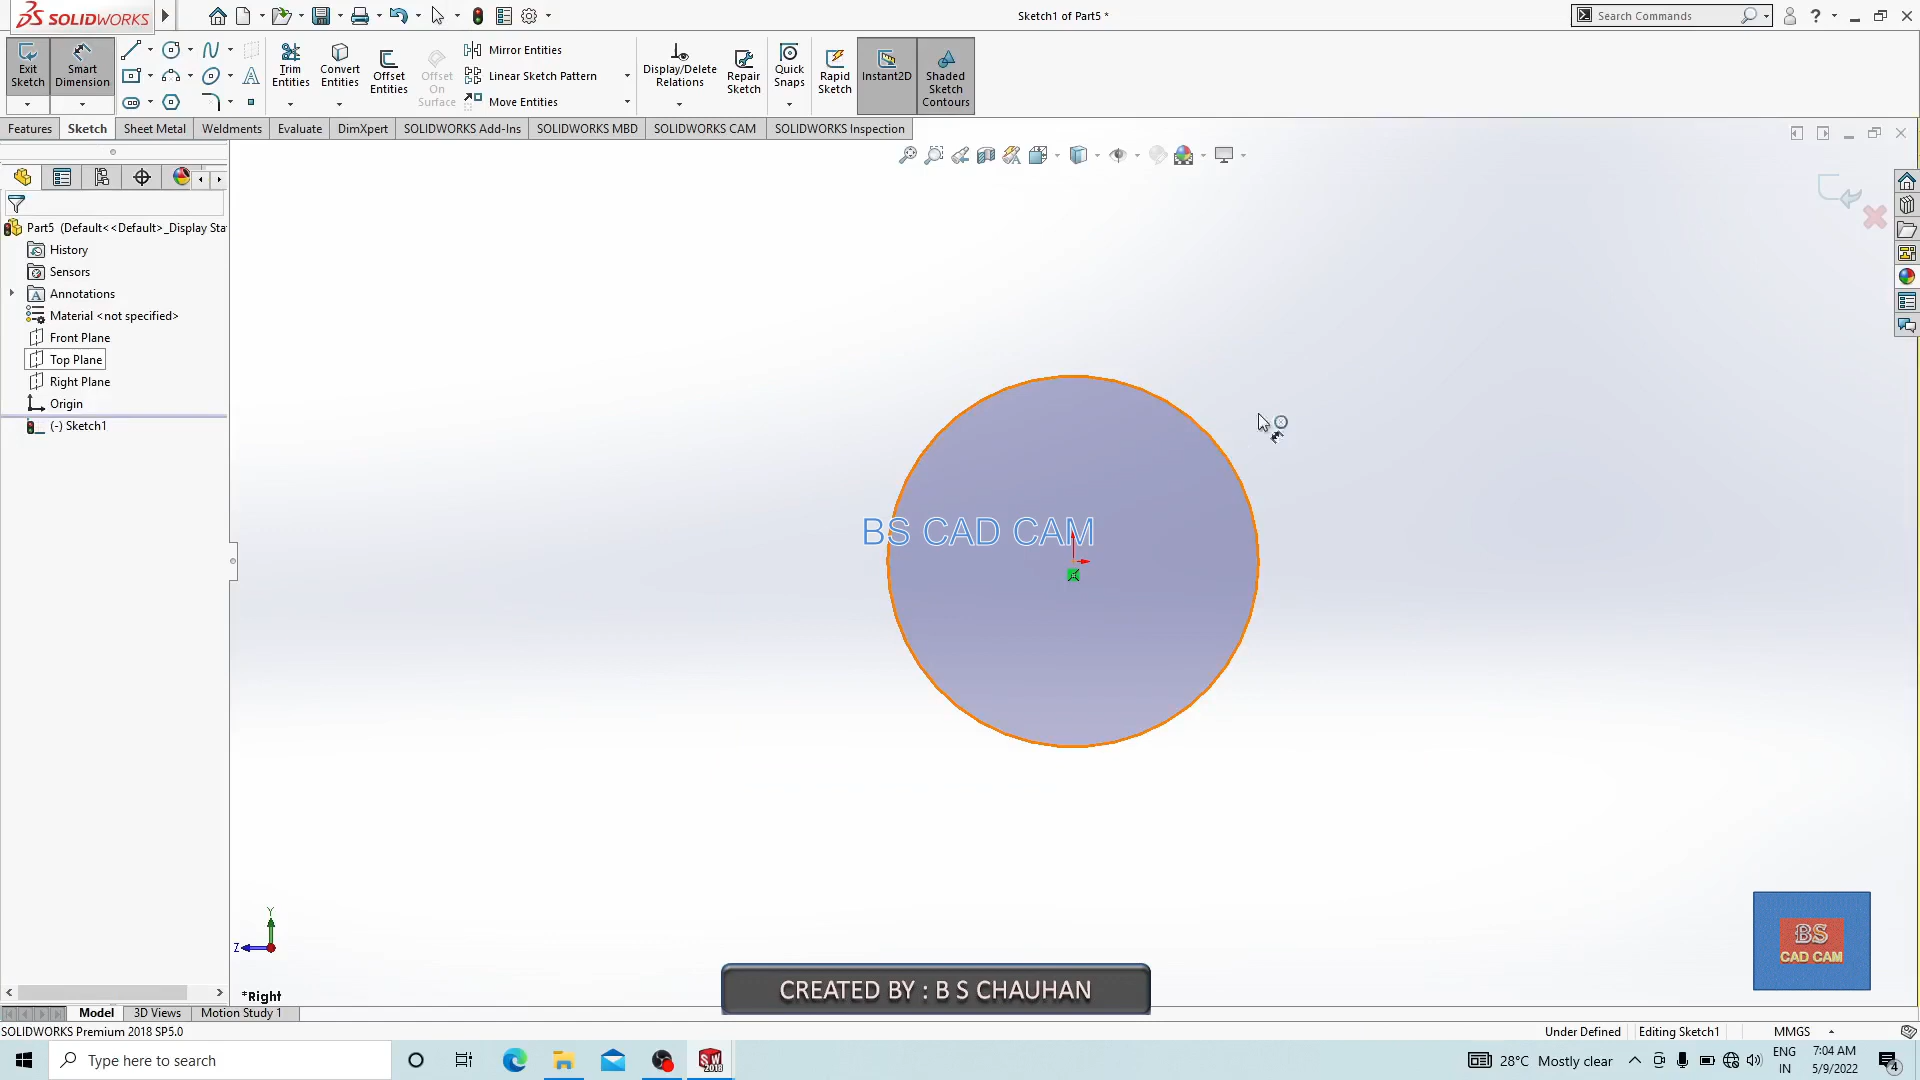 SOLIDWORKS
Sketch1 of Part5 *
Search Commands
Exit Sketch
Smart Dimension
Trim Entities
Convert Entities
Offset Entities
Offset On Surface
Mirror Entities
Linear Sketch Pattern
Move Entities
Display/Delete Relations
Repair Sketch
Quick Snaps
Rapid Sketch
Instant2D
Shaded Sketch Contours
Features
Sketch
Sheet Metal
Weldments
Evaluate
DimXpert
SOLIDWORKS Add-Ins
SOLIDWORKS MBD
SOLIDWORKS CAM
SOLIDWORKS Inspection
Part5 (Default<<Default>_Display Sta
History
Sensors
Annotations
Material <not specified>
Front Plane
Top Plane
Right Plane
Origin
(-) Sketch1
BS CAD CAM
Y
Z
*Right
BS
CAD CAM
CREATED BY : B S CHAUHAN
Model
3D Views
Motion Study 1
SOLIDWORKS Premium 2018 SP5.0
Under Defined
Editing Sketch1
MMGS
Type here to search
SW
2018
28°C Mostly clear
ENG
IN
7:04 AM
5/9/2022
4